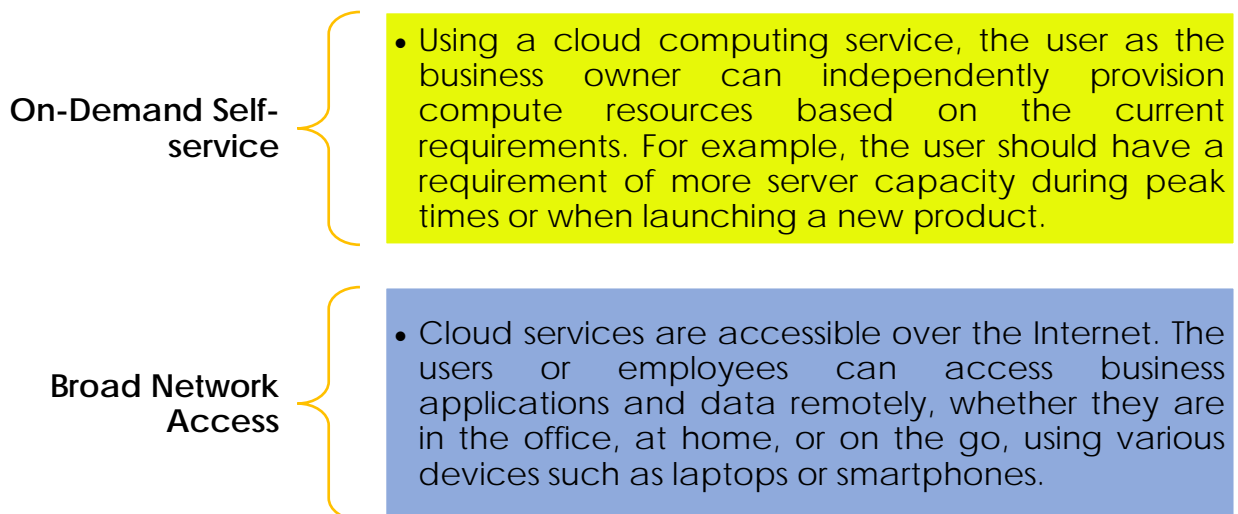 On-Demand Self-
service
• Using a cloud computing service, the user as the
business owner can independently provision
compute resources based on the current
requirements. For example, the user should have a
requirement of more server capacity during peak
times or when launching a new product.
Broad Network
Access
• Cloud services are accessible over the Internet. The
users or employees can access business
applications and data remotely, whether they are
in the office, at home, or on the go, using various
devices such as laptops or smartphones.